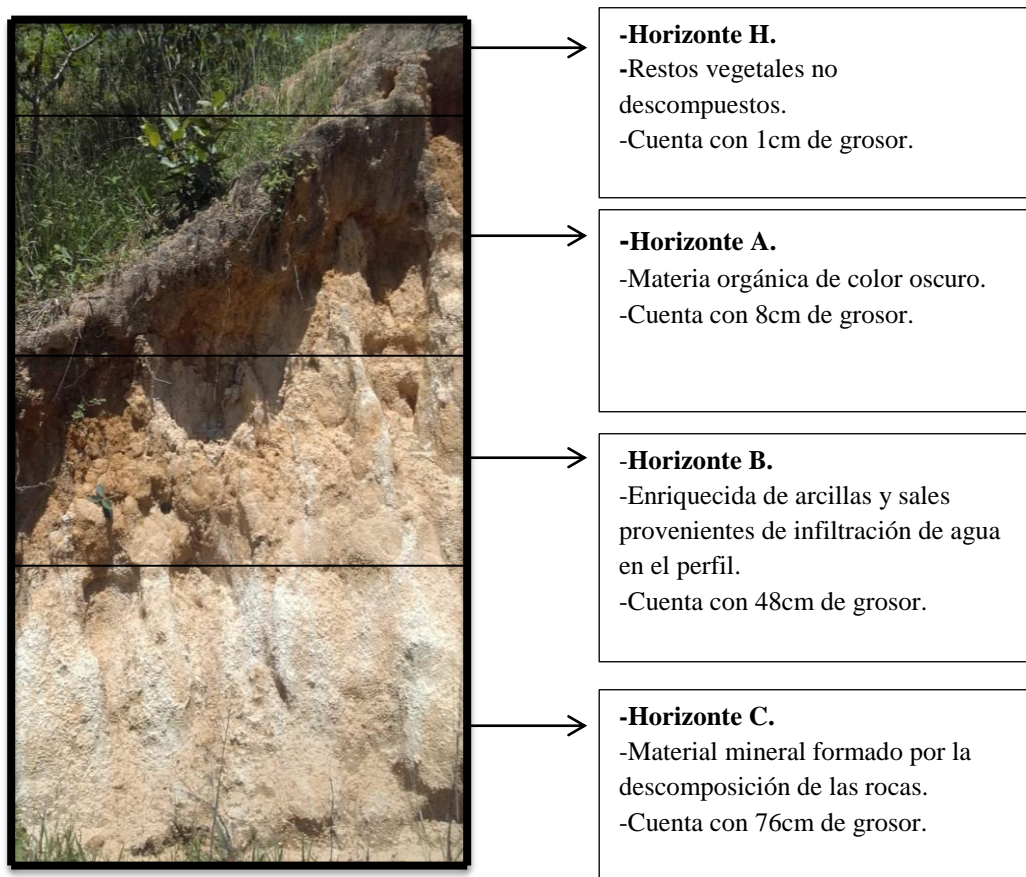 -Horizonte H.
-Restos vegetales no
descompuestos.
-Cuenta con 1cm de grosor.
-Horizonte A.
-Materia orgánica de color oscuro.
-Cuenta con 8cm de grosor.
-Horizonte B.
-Enriquecida de arcillas y sales
provenientes de infiltración de agua
en el perfil.
-Cuenta con 48cm de grosor.
-Horizonte C.
-Material mineral formado por la
descomposición de las rocas.
-Cuenta con 76cm de grosor.